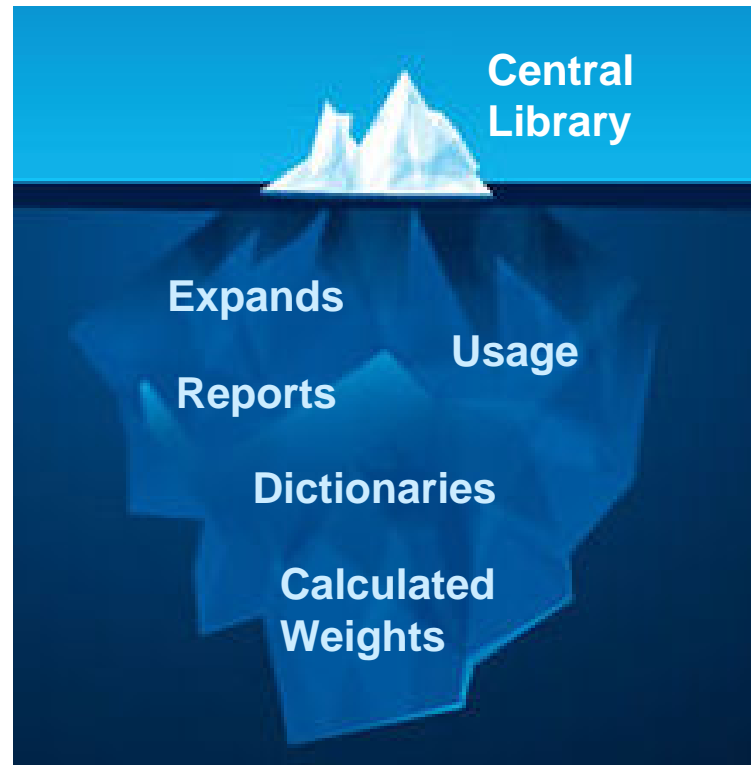 Central
Library
Expands
Usage
Reports
Dictionaries
Calculated
Weights